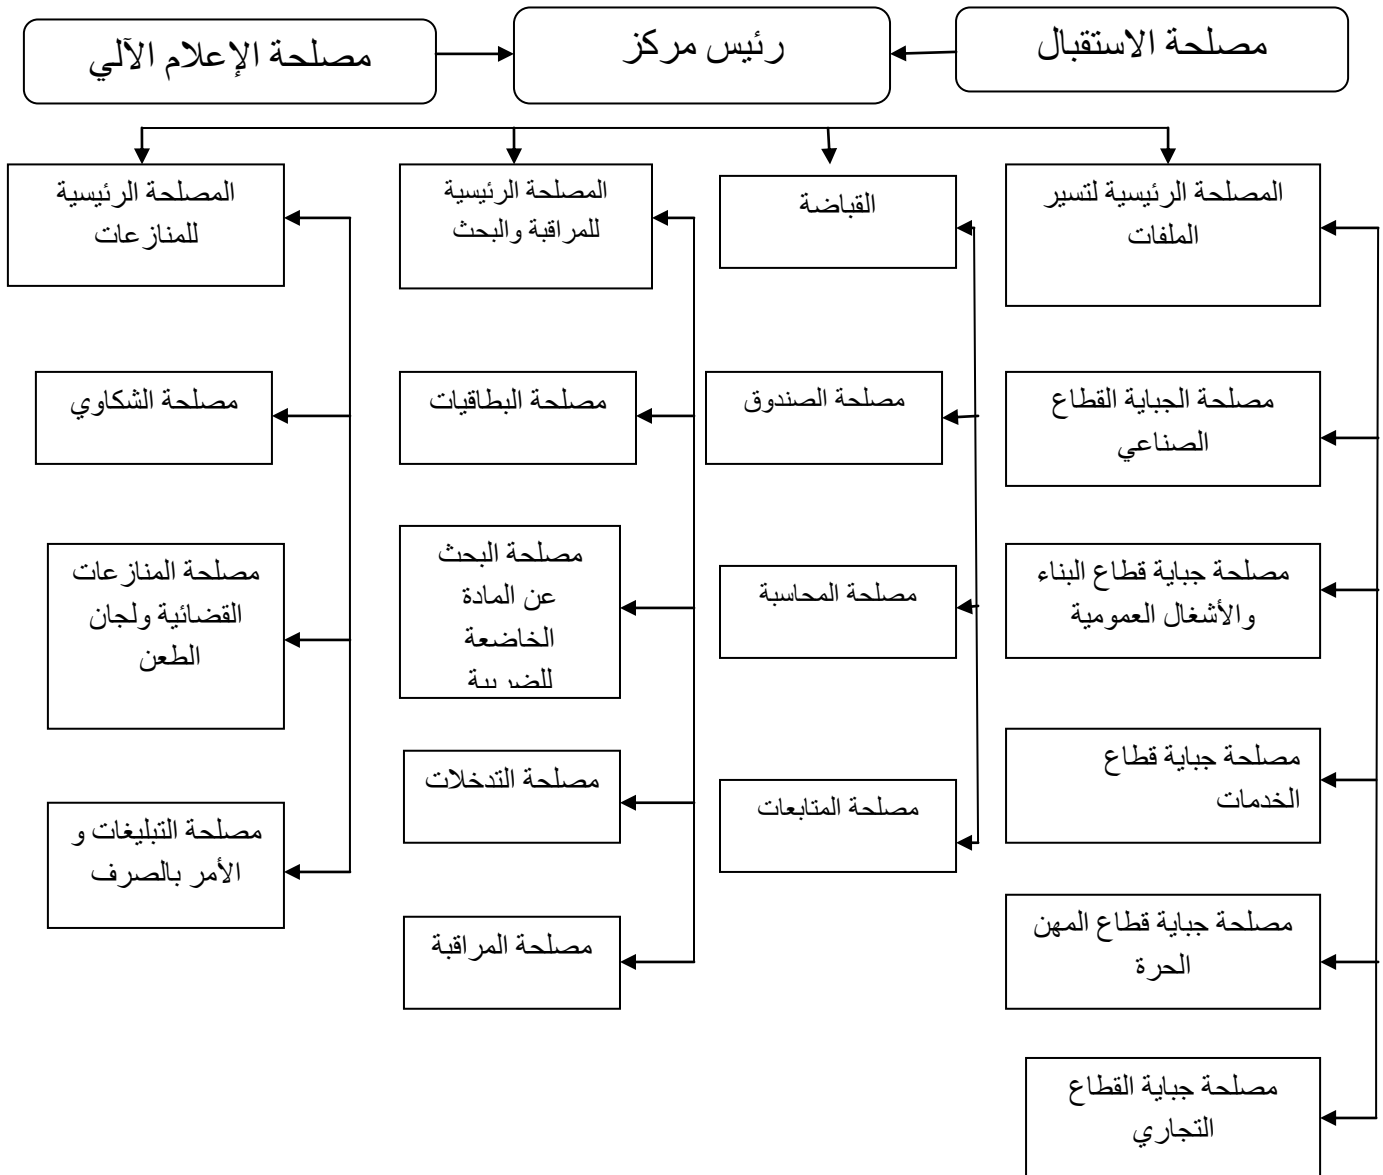 مصلحة الاستقبال
رئيس مركز
مصلحة الإعلام الآلي
المصلحة الرئيسية لتسير
الملفات
القباضة
المصلحة الرئيسية
للمراقبة والبحث
المصلحة الرئيسية
للمنازعات
مصلحة الجباية القطاع
الصناعي
مصلحة الصندوق
مصلحة البطاقيات
مصلحة الشكاوي
مصلحة جباية قطاع البناء
والأشغال العمومية
مصلحة المحاسبة
مصلحة البحث
عن المادة
الخاضعة
للضريبة
مصلحة المنازعات
القضائية ولجان
الطعن
مصلحة جباية قطاع
الخدمات
مصلحة المتابعات
مصلحة التدخلات
مصلحة التبليغات و
الأمر بالصرف
مصلحة جباية قطاع المهن
الحرة
مصلحة المراقبة
مصلحة جباية القطاع
التجاري